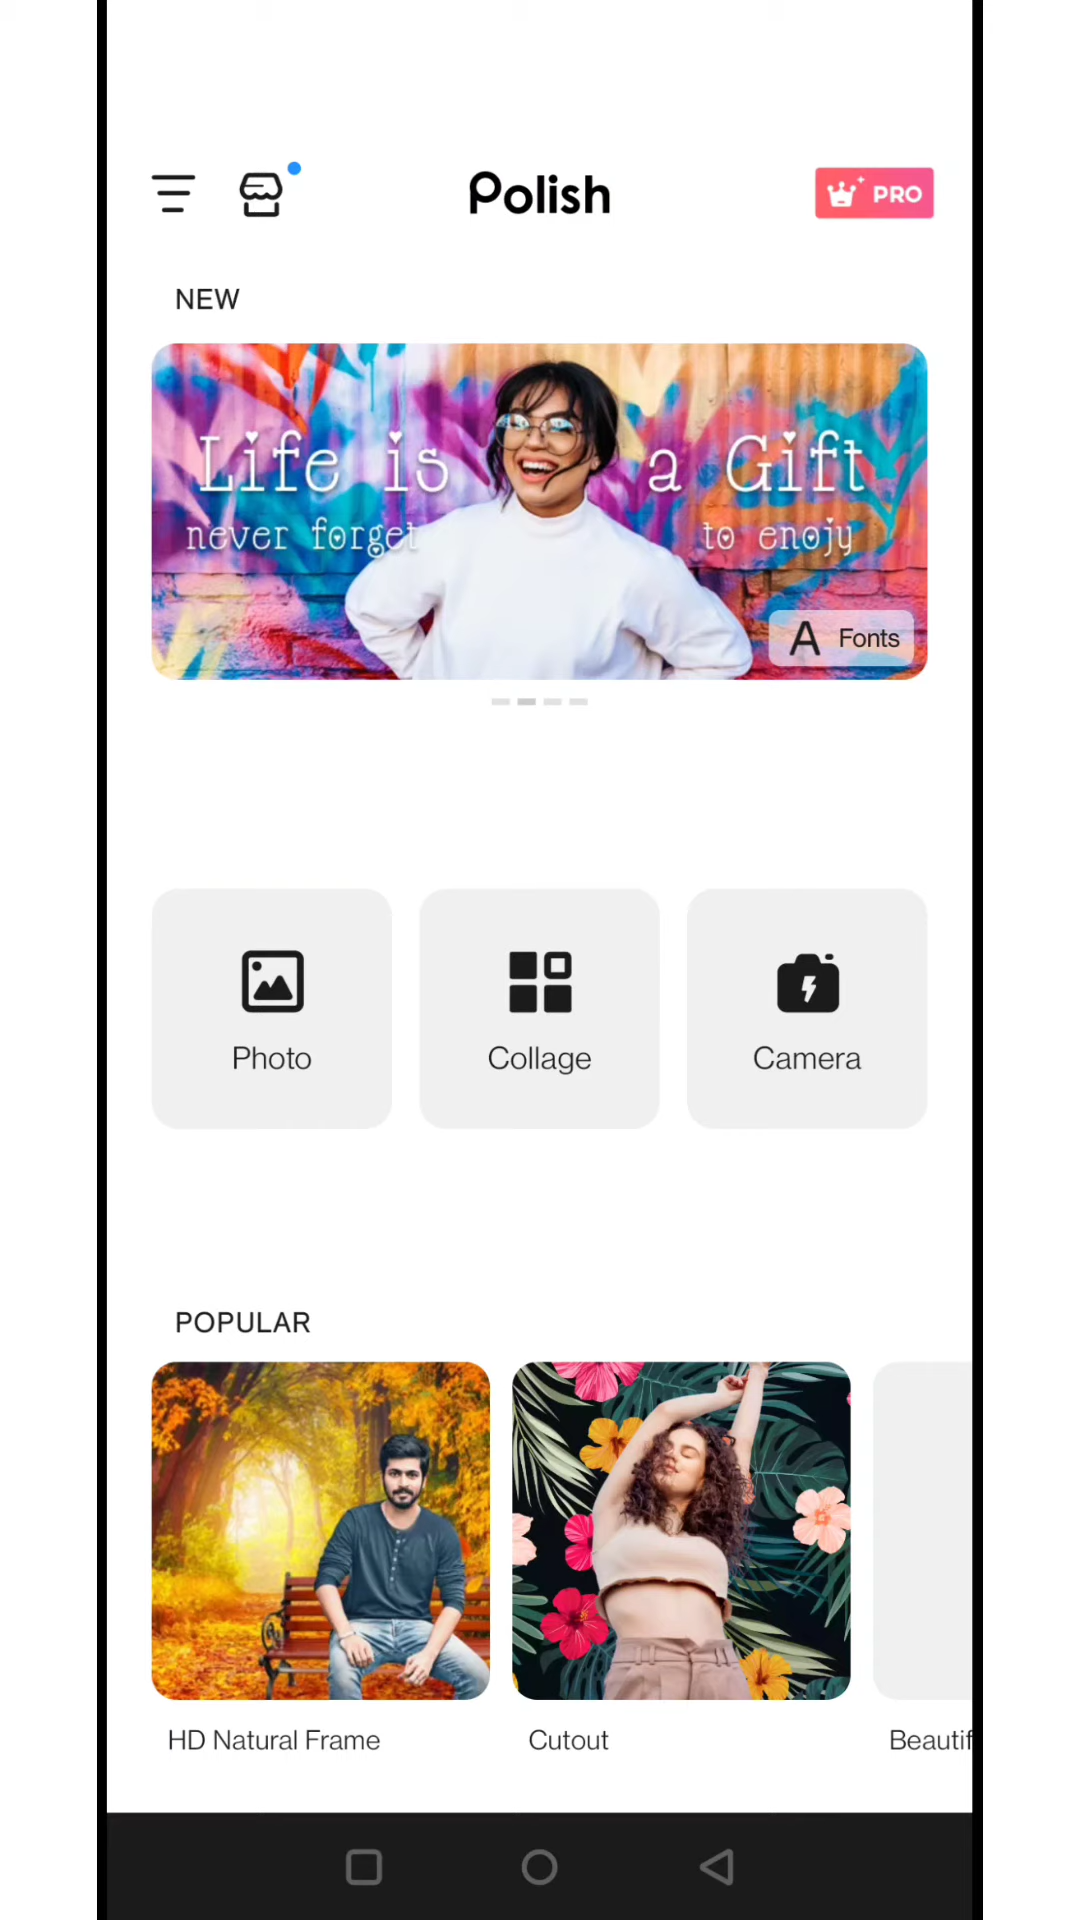 Polish
PRO
NEW
Life is a Gift
never forget to enojy
A Fonts
Photo
Collage
Camera
POPULAR
HD Natural Frame
Cutout
Beautif